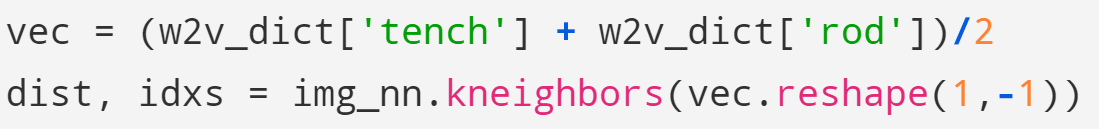 vec = (w2v_dict['tench'] + w2v_dict['rod'])/2
dist, idxs = img_nn.kneighbors(vec.reshape(1,-1))